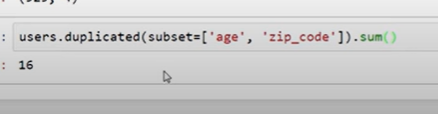 : users.duplicated(subset=['age', 'zip_code']).sum()
: 16